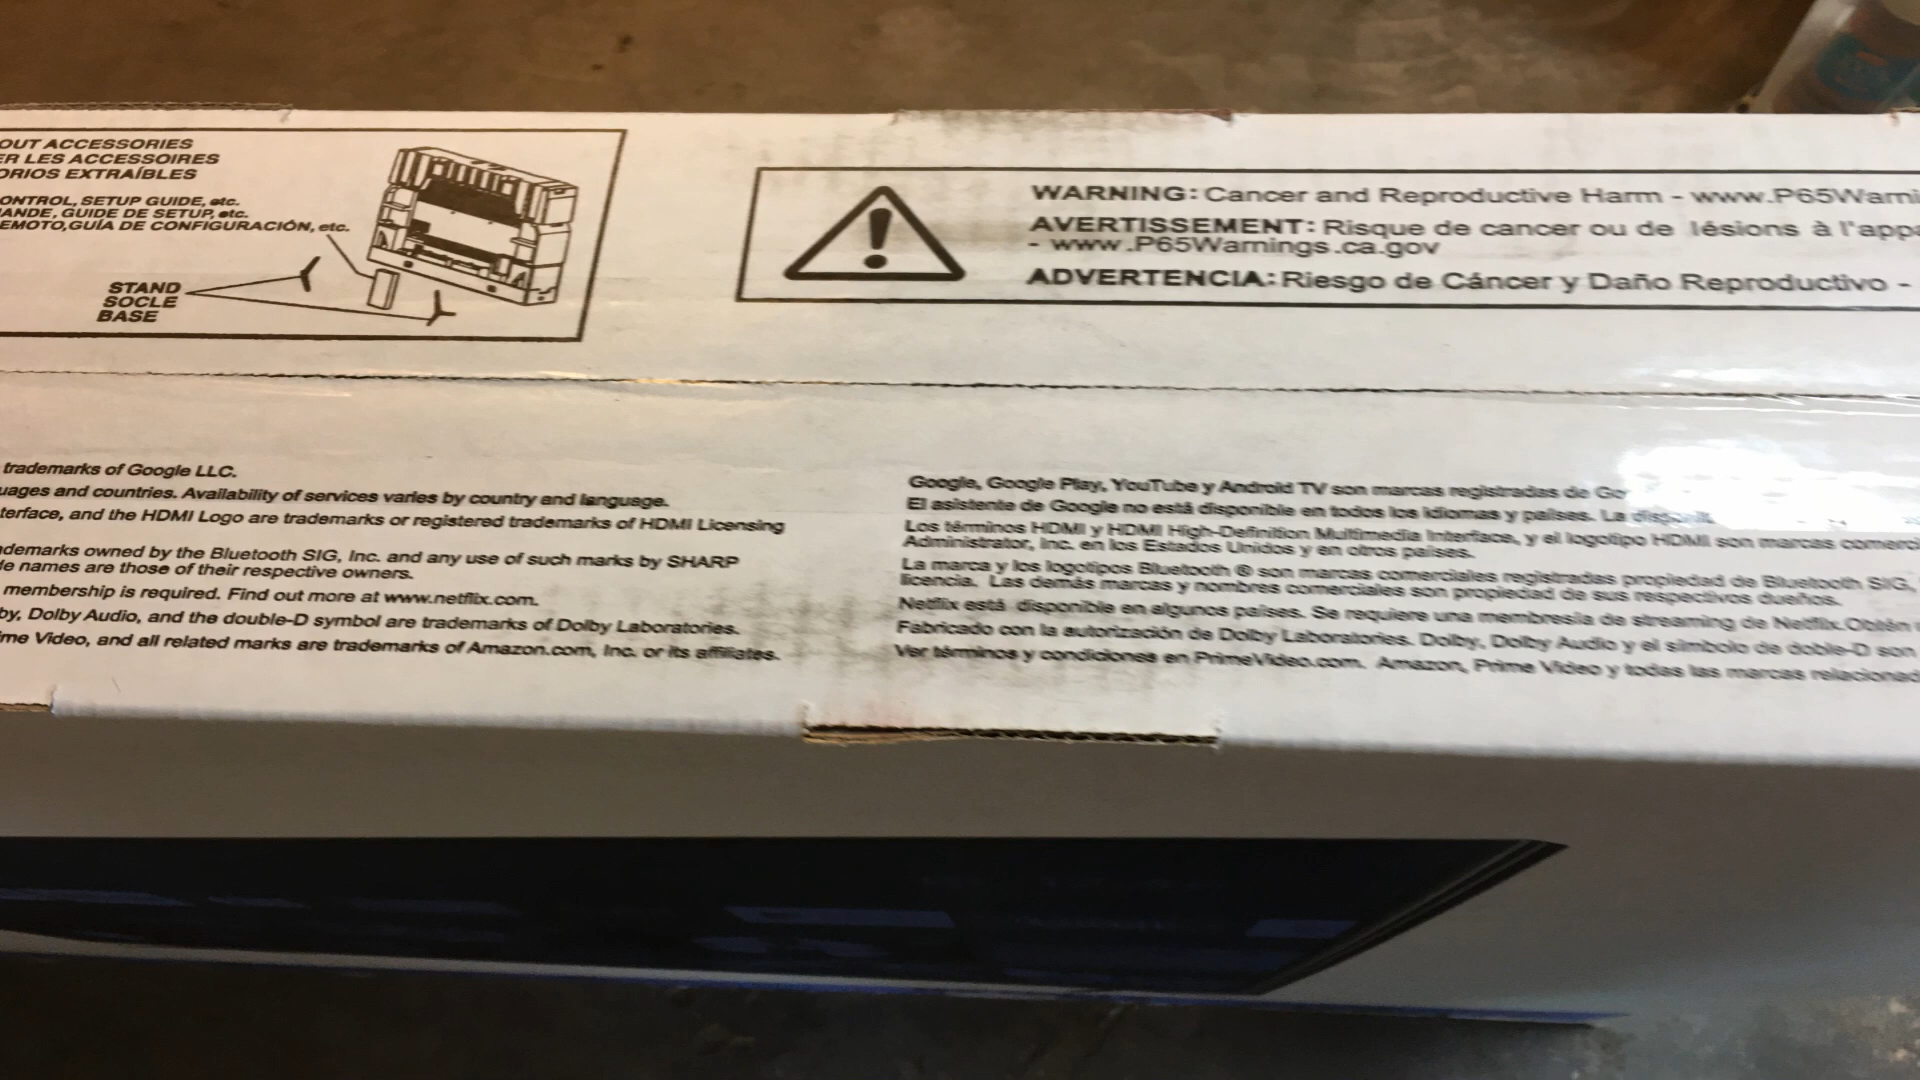 OUT ACCESSORIES
ER LES ACCESSOIRES
ORIOS EXTRAÍBLES
ONTROL, SETUP GUIDE, etc.
ANDE, GUIDE DE SETUP, etc.
EMOTO,GUÍA DE CONFIGURACIÓN, etc.
STAND
SOCLE
BASE
WARNING: Cancer and Reproductive Harm - www.P65Warni
AVERTISSEMENT: Risque de cancer ou de lésions à l'appa
- www.P65Warnings.ca.gov
ADVERTENCIA: Riesgo de Cáncer y Daño Reproductivo -
trademarks of Google LLC.
uages and countries. Availability of services varies by country and language.
terface, and the HDMI Logo are trademarks or registered trademarks of HDMI Licensing
demarks owned by the Bluetooth SIG, Inc. and any use of such marks by SHARP
de names are those of their respective owners.
membership is required. Find out more at www.netflix.com.
by, Dolby Audio, and the double-D symbol are trademarks of Dolby Laboratories.
me Video, and all related marks are trademarks of Amazon.com, Inc. or its affiliates.
Google, Google Play, YouTube y Android TV son marcas registradas de Go
El asistente de Google no está disponible en todos los idiomas y países. La disponi
Los términos HDMI y HDMI High-Definition Multimedia Interface, y el logotipo HDMI son marcas comerci
Administrator, Inc. en los Estados Unidos y en otros países.
La marca y los logotipos Bluetooth ® son marcas comerciales registradas propiedad de Bluetooth SIG,
licencia. Las demás marcas y nombres comerciales son propiedad de sus respectivos dueños.
Netflix está disponible en algunos países. Se requiere una membresía de streaming de Netflix. Obtén
Fabricado con la autorización de Dolby Laboratories. Dolby, Dolby Audio y el símbolo de doble-D son
Ver términos y condiciones en PrimeVideo.com. Amazon, Prime Video y todas las marcas relacionad